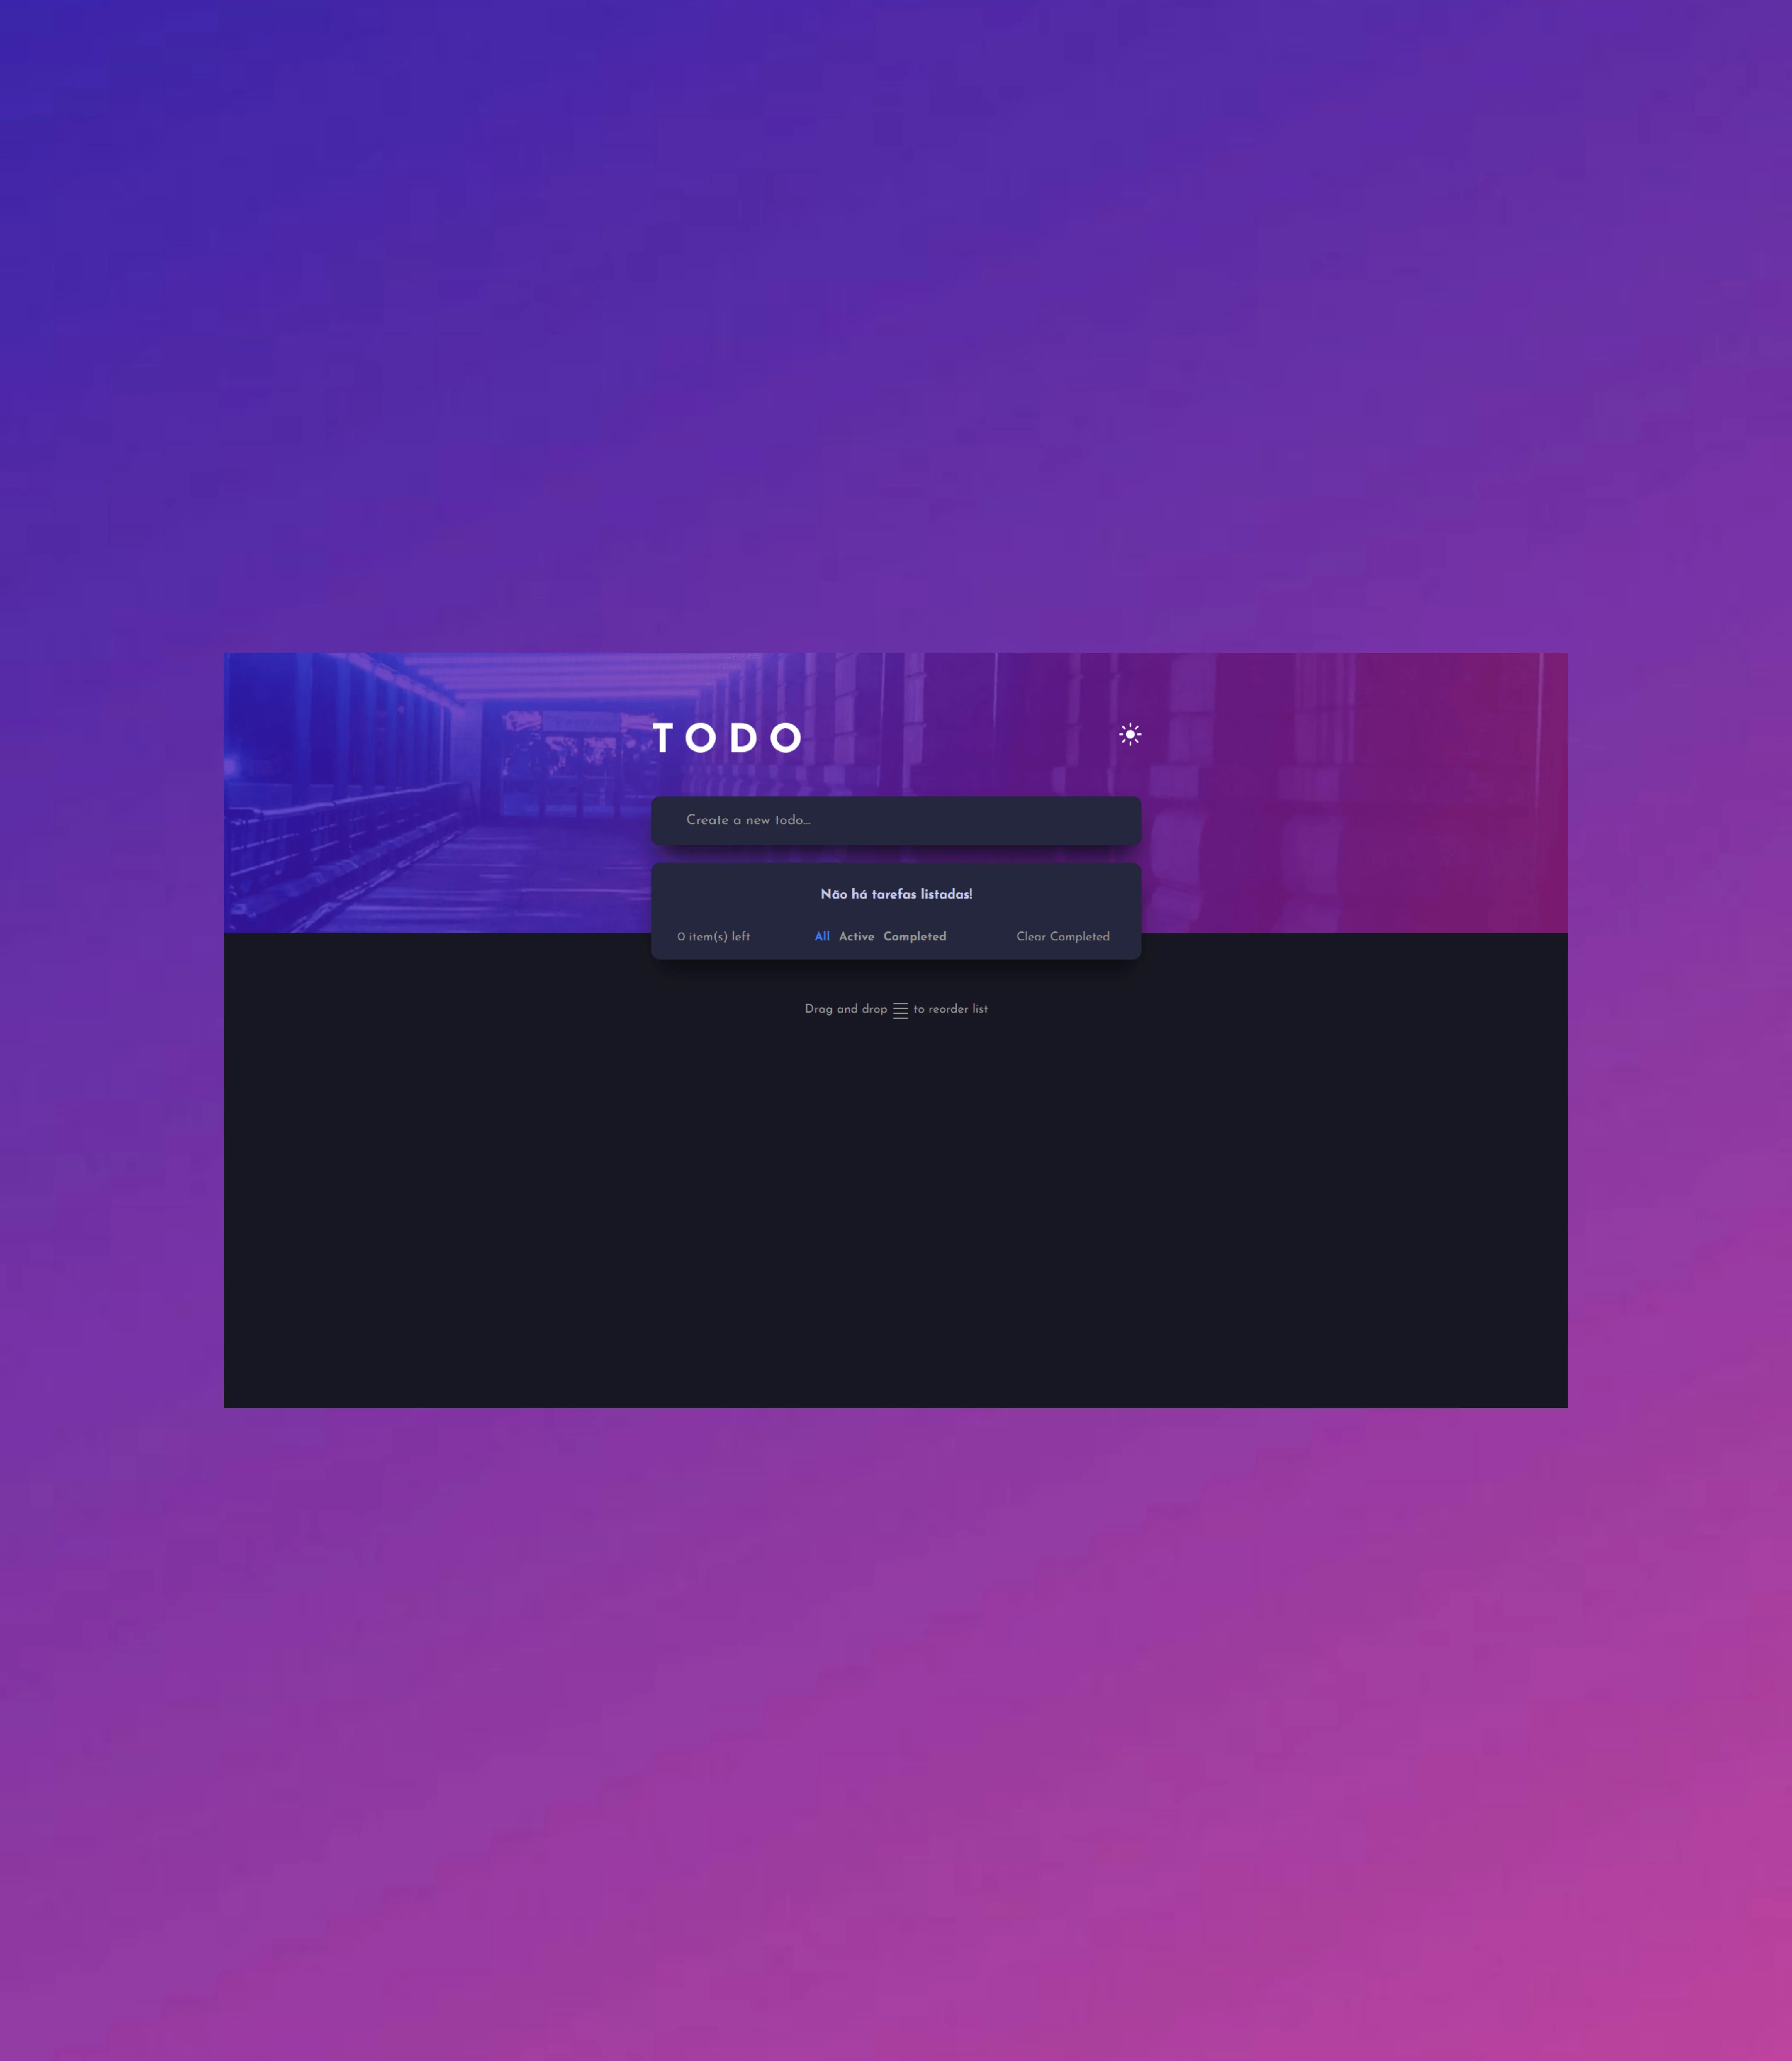 TODO
Create a new todo...
Não há tarefas listadas!
0 item(s) left All Active Completed Clear Completed
Drag and drop to reorder list